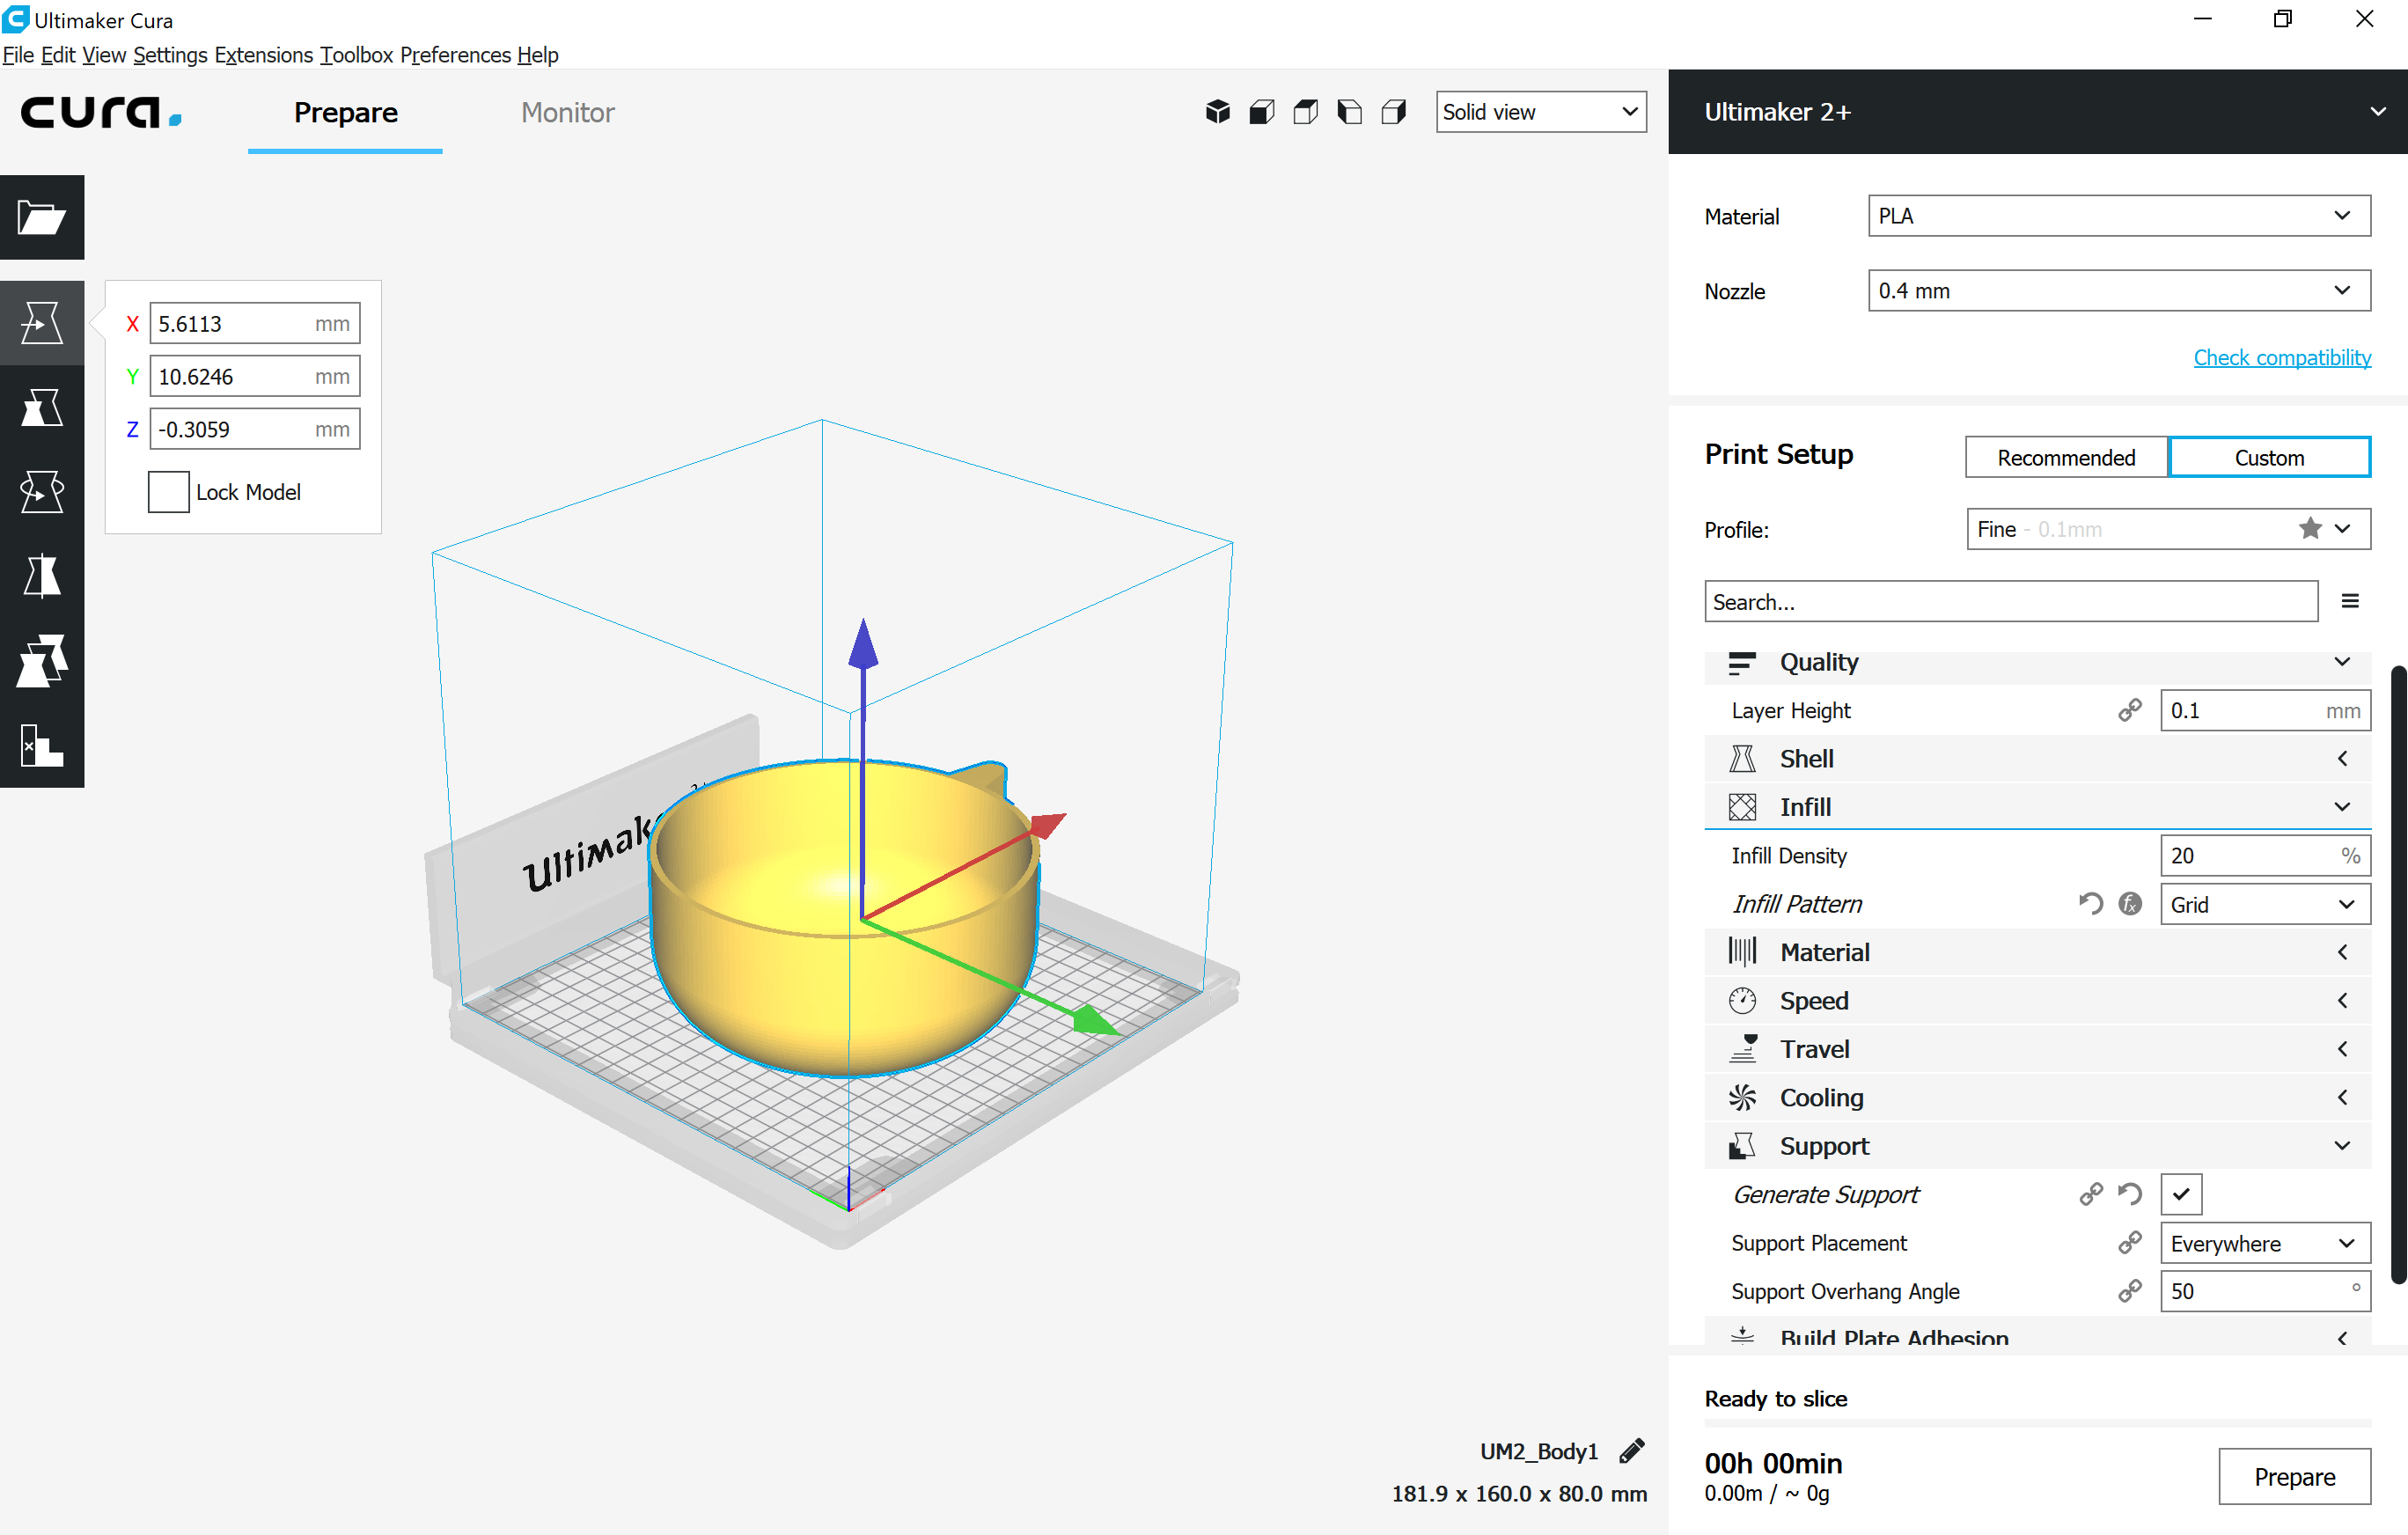 Ultimaker Cura
File Edit View Settings Extensions Toolbox Preferences Help
cura.
Prepare
Monitor
Solid view
Ultimaker 2+
Material
PLA
Nozzle
0.4 mm
Check compatibility
X 5.6113 mm
Y 10.6246 mm
Z -0.3059 mm
Lock Model
Print Setup
Recommended
Custom
Profile:
Fine - 0.1mm
Search...
Quality
Layer Height
0.1 mm
Shell
Infill
Infill Density
20 %
Infill Pattern
Grid
Material
Speed
Travel
Cooling
Support
Generate Support
Support Placement
Everywhere
Support Overhang Angle
50 °
Build Plate Adhesion
Ultimak
Ready to slice
UM2_Body1
181.9 x 160.0 x 80.0 mm
00h 00min
0.00m / ~ 0g
Prepare